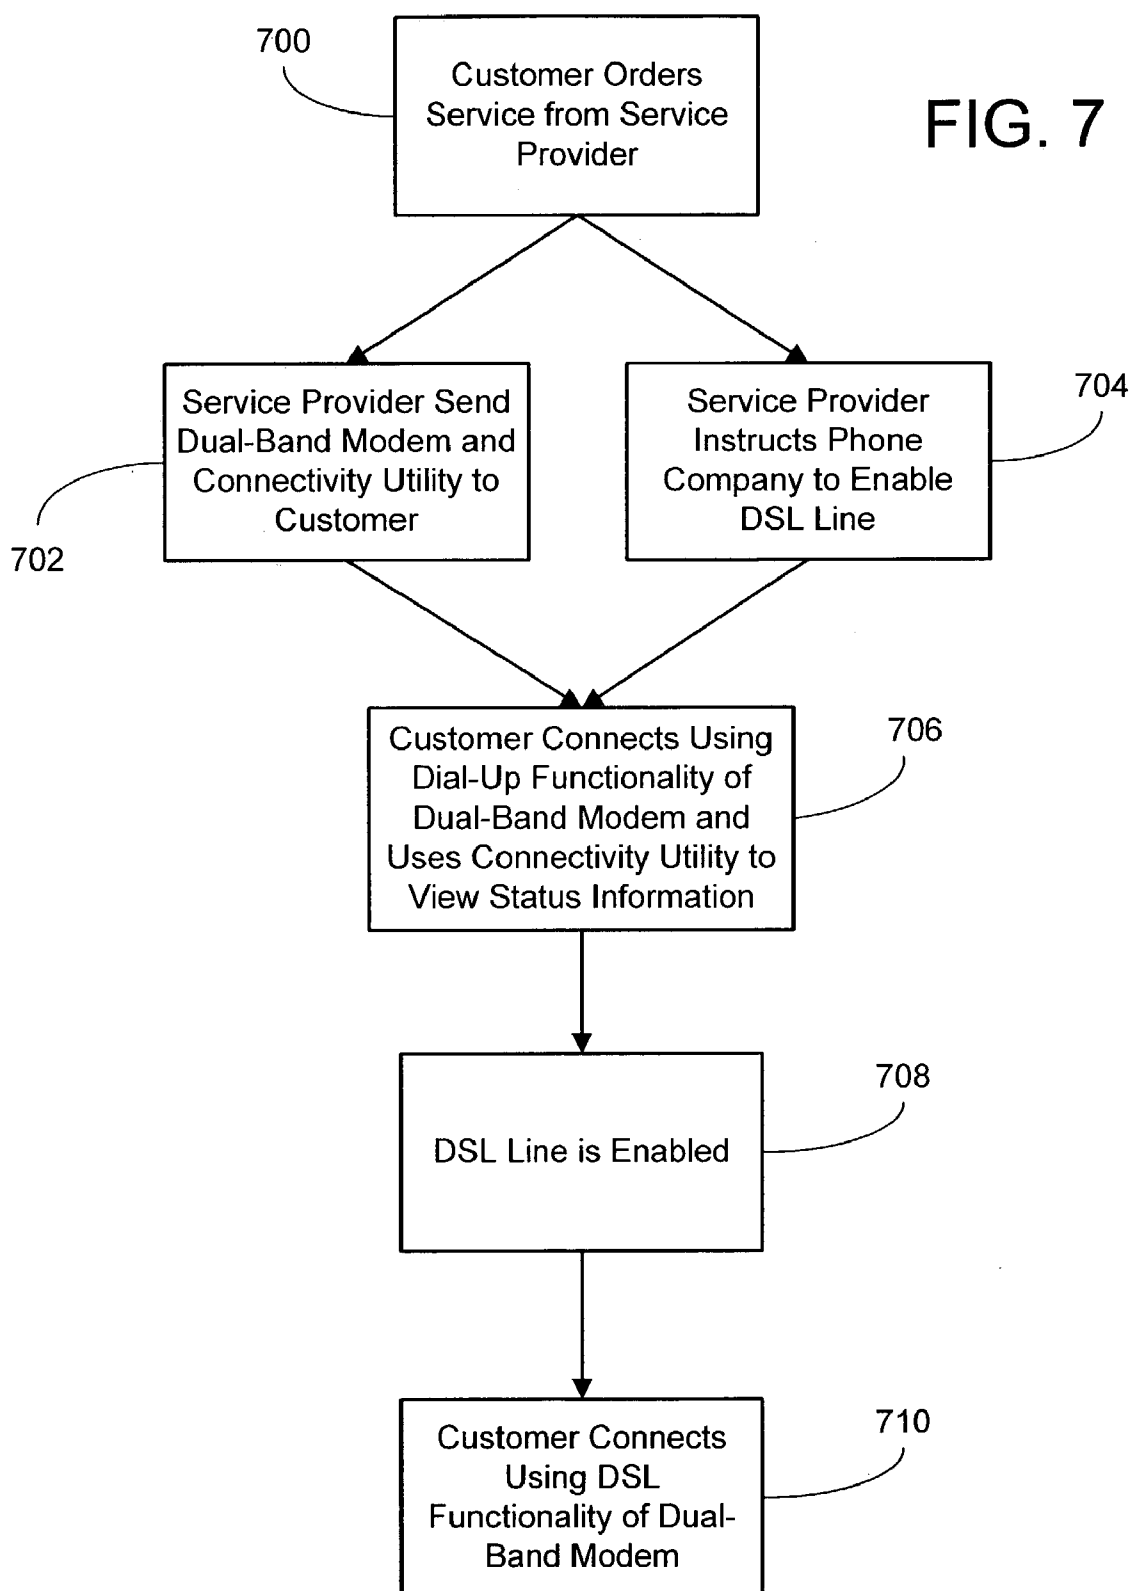 700
Customer Orders
Service from Service
Provider
FIG. 7
Service Provider Send
Dual-Band Modem and
Connectivity Utility to
Customer
702
Service Provider
Instructs Phone
Company to Enable
DSL Line
704
Customer Connects Using
Dial-Up Functionality of
Dual-Band Modem and
Uses Connectivity Utility to
View Status Information
706
DSL Line is Enabled
708
Customer Connects
Using DSL
Functionality of Dual-
Band Modem
710